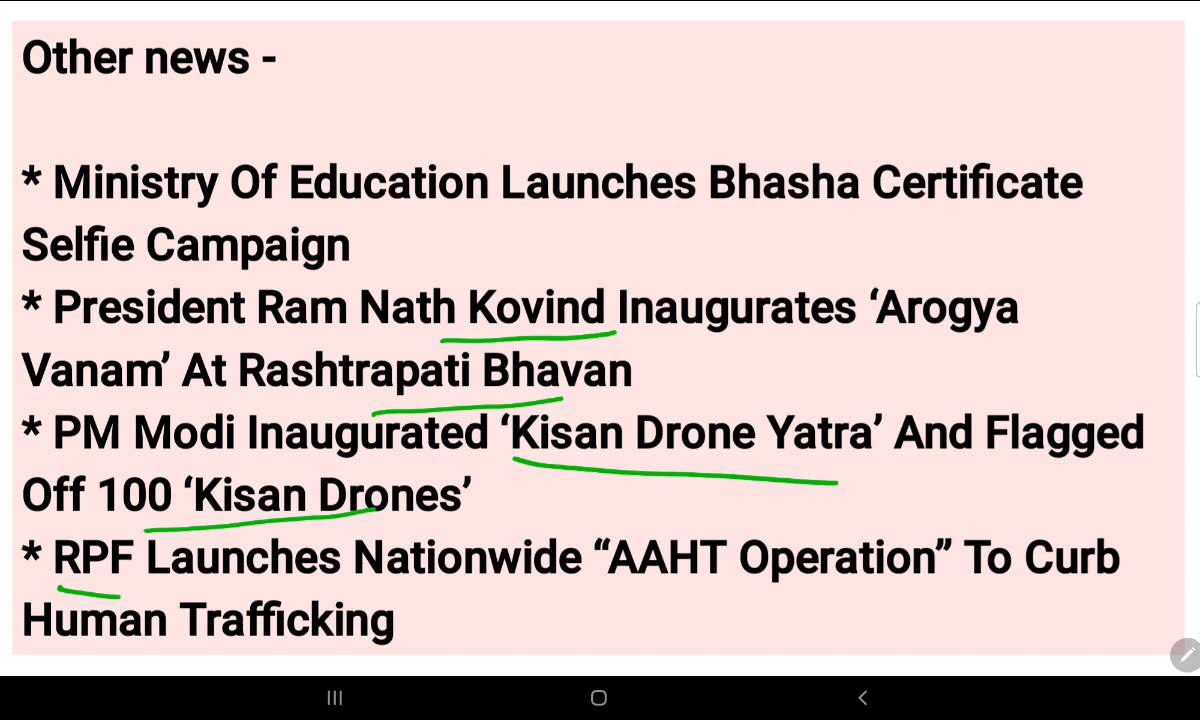 Other news -
* Ministry Of Education Launches Bhasha Certificate
Selfie Campaign
* President Ram Nath Kovind Inaugurates ‘Arogya
Vanam’ At Rashtrapati Bhavan
* PM Modi Inaugurated ‘Kisan Drone Yatra’ And Flagged
Off 100 ‘Kisan Drones’
* RPF Launches Nationwide “AAHT Operation” To Curb
Human Trafficking